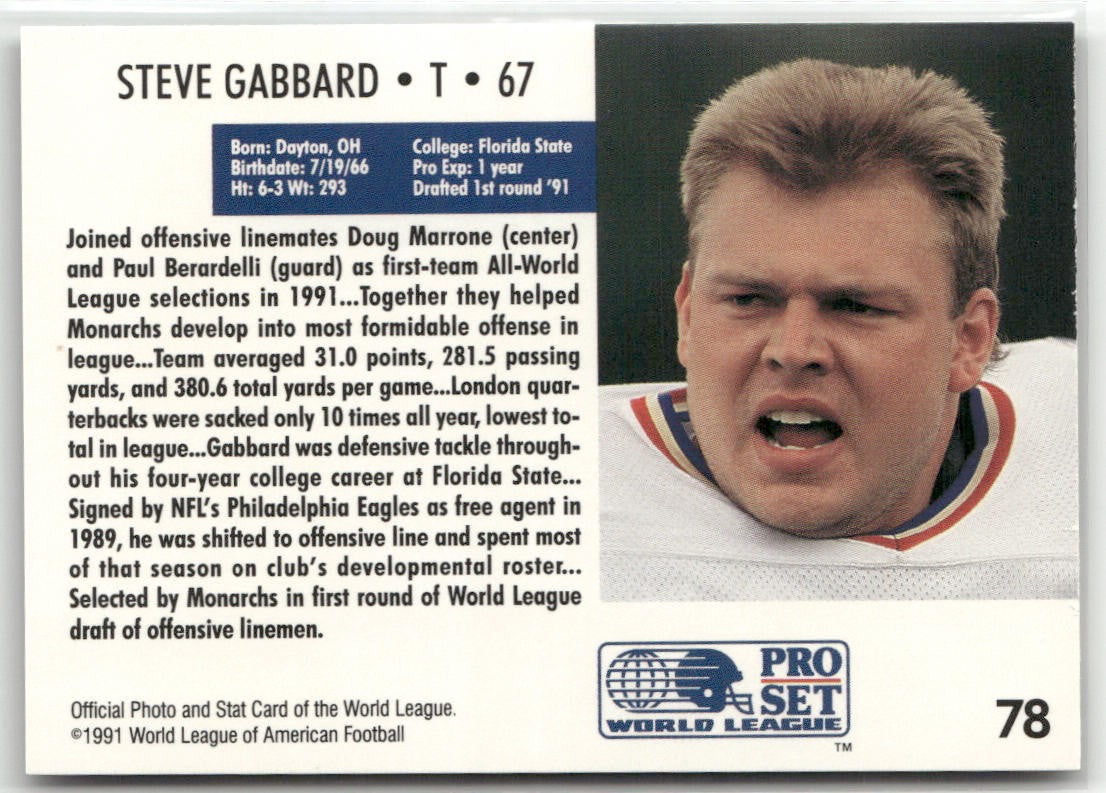 STEVE GABBARD • T • 67
Born: Dayton, OH
Birthdate: 7/19/66
Ht: 6-3 Wt: 293
College: Florida State
Pro Exp: 1 year
Drafted 1st round '91
Joined offensive linemates Doug Marrone (center)
and Paul Berardelli (guard) as first-team All-World
League selections in 1991...Together they helped
Monarchs develop into most formidable offense in
league...Team averaged 31.0 points, 281.5 passing
yards, and 380.6 total yards per game...London quar-
terbacks were sacked only 10 times all year, lowest to-
tal in league...Gabbard was defensive tackle through-
out his four-year college career at Florida State...
Signed by NFL's Philadelphia Eagles as free agent in
1989, he was shifted to offensive line and spent most
of that season on club's developmental roster...
Selected by Monarchs in first round of World League
draft of offensive linemen.
Official Photo and Stat Card of the World League.
©1991 World League of American Football
PRO
SET
WORLD LEAGUE
TM
78